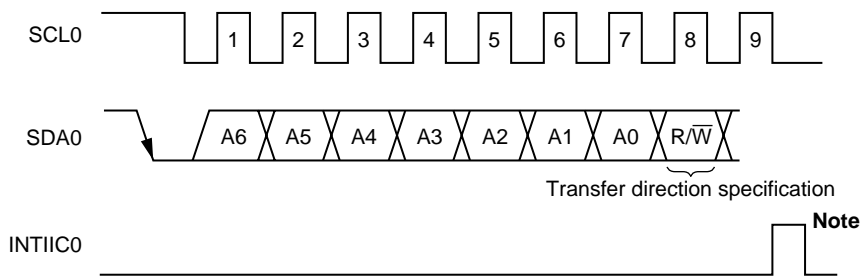 SCL0 1 2 3 4 5 6 7 8 9
SDA0 A6 A5 A4 A3 A2 A1 A0 R/W̅
Transfer direction specification
Note
INTIIC0